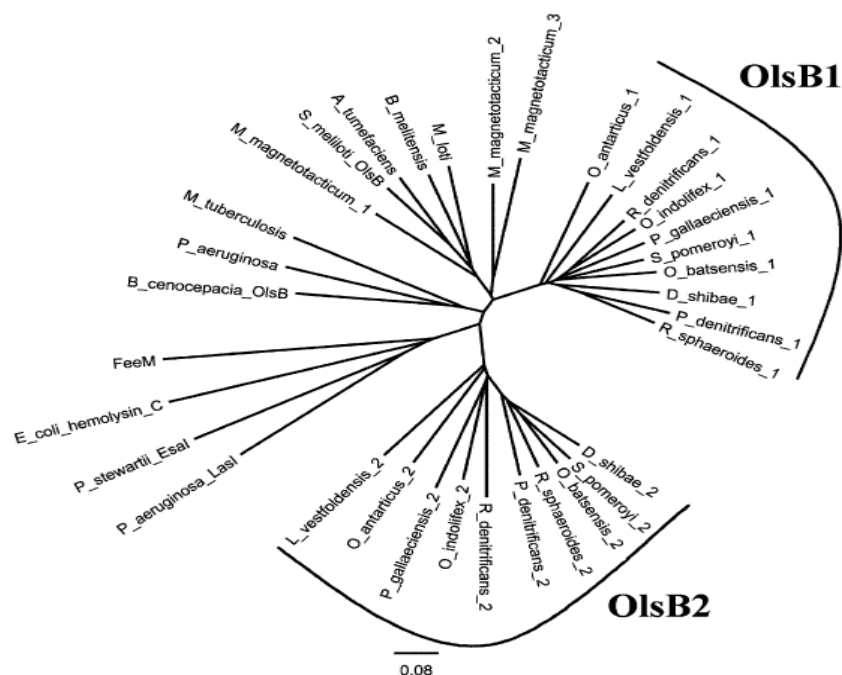 OlsB1
M_magnetotacticum_3
M_magnetotacticum_2
M_loti
B_melitensis
A_tumefaciens
S_meliloti_OlsB
M_magnetotacticum_1
M_tuberculosis
P_aeruginosa
B_cenocepacia_OlsB
FeeM
E_coli_hemolysin_C
P_stewartii_EsaI
P_aeruginosa_LasI
O_antarticus_1
L_vestfoldensis_1
R_denitrificans_1
O_indolifex_1
P_gallaeciensis_1
S_pomeroyi_1
O_batsensis_1
D_shibae_1
P_denitrificans_1
R_sphaeroides_1
L_vestfoldensis_2
O_antarticus_2
P_gallaeciensis_2
O_indolifex_2
R_denitrificans_2
P_denitrificans_2
R_sphaeroides_2
O_batsensis_2
S_pomeroyi_2
D_shibae_2
OlsB2
0.08